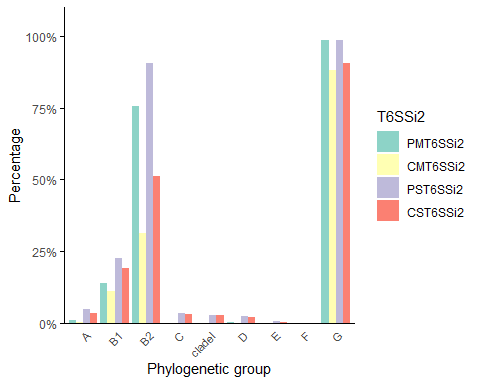 100%
75%
50%
25%
0%
Percentage
A
B1
B2
C
cladeI
D
E
F
G
Phylogenetic group
T6SSi2
PMT6SSi2
CMT6SSi2
PST6SSi2
CST6SSi2